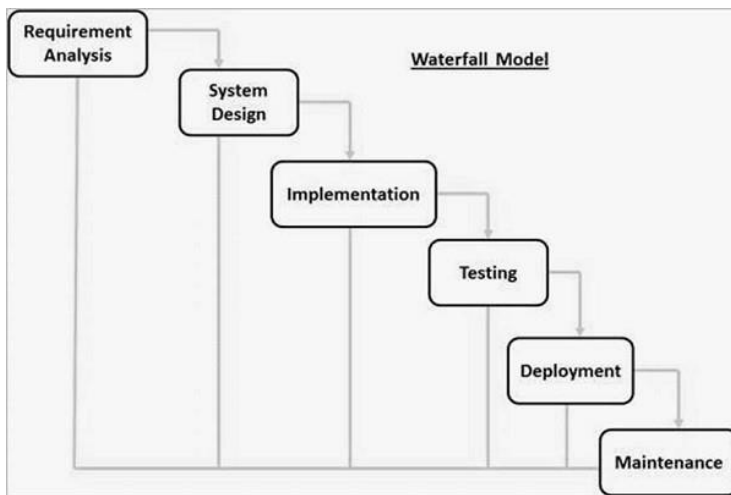 Requirement
Analysis
Waterfall Model
System
Design
Implementation
Testing
Deployment
Maintenance